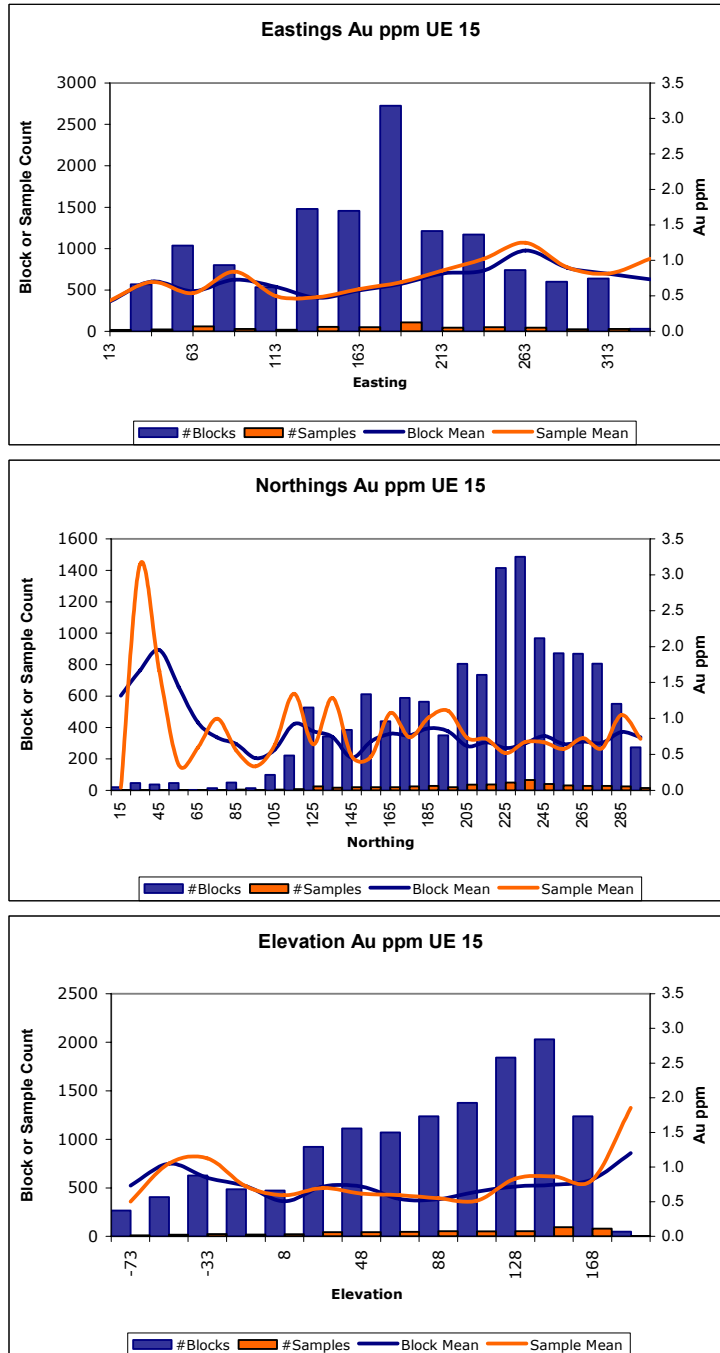 Eastings Au ppm UE 15
3000
2500
2000
1500
1000
500
0
3.5
3.0
2.5
2.0
1.5
1.0
0.5
0.0
Block or Sample Count
Au ppm
13 63 113 163 213 263 313
Easting
#Blocks #Samples Block Mean Sample Mean
Northings Au ppm UE 15
1600
1400
1200
1000
800
600
400
200
0
3.5
3.0
2.5
2.0
1.5
1.0
0.5
0.0
Block or Sample Count
Au ppm
15 45 65 85 105 125 145 165 185 205 225 245 265 285
Northing
#Blocks #Samples Block Mean Sample Mean
Elevation Au ppm UE 15
2500
2000
1500
1000
500
0
3.5
3.0
2.5
2.0
1.5
1.0
0.5
0.0
Block or Sample Count
Au ppm
-73 -33 8 48 88 128 168
Elevation
#Blocks #Samples Block Mean Sample Mean